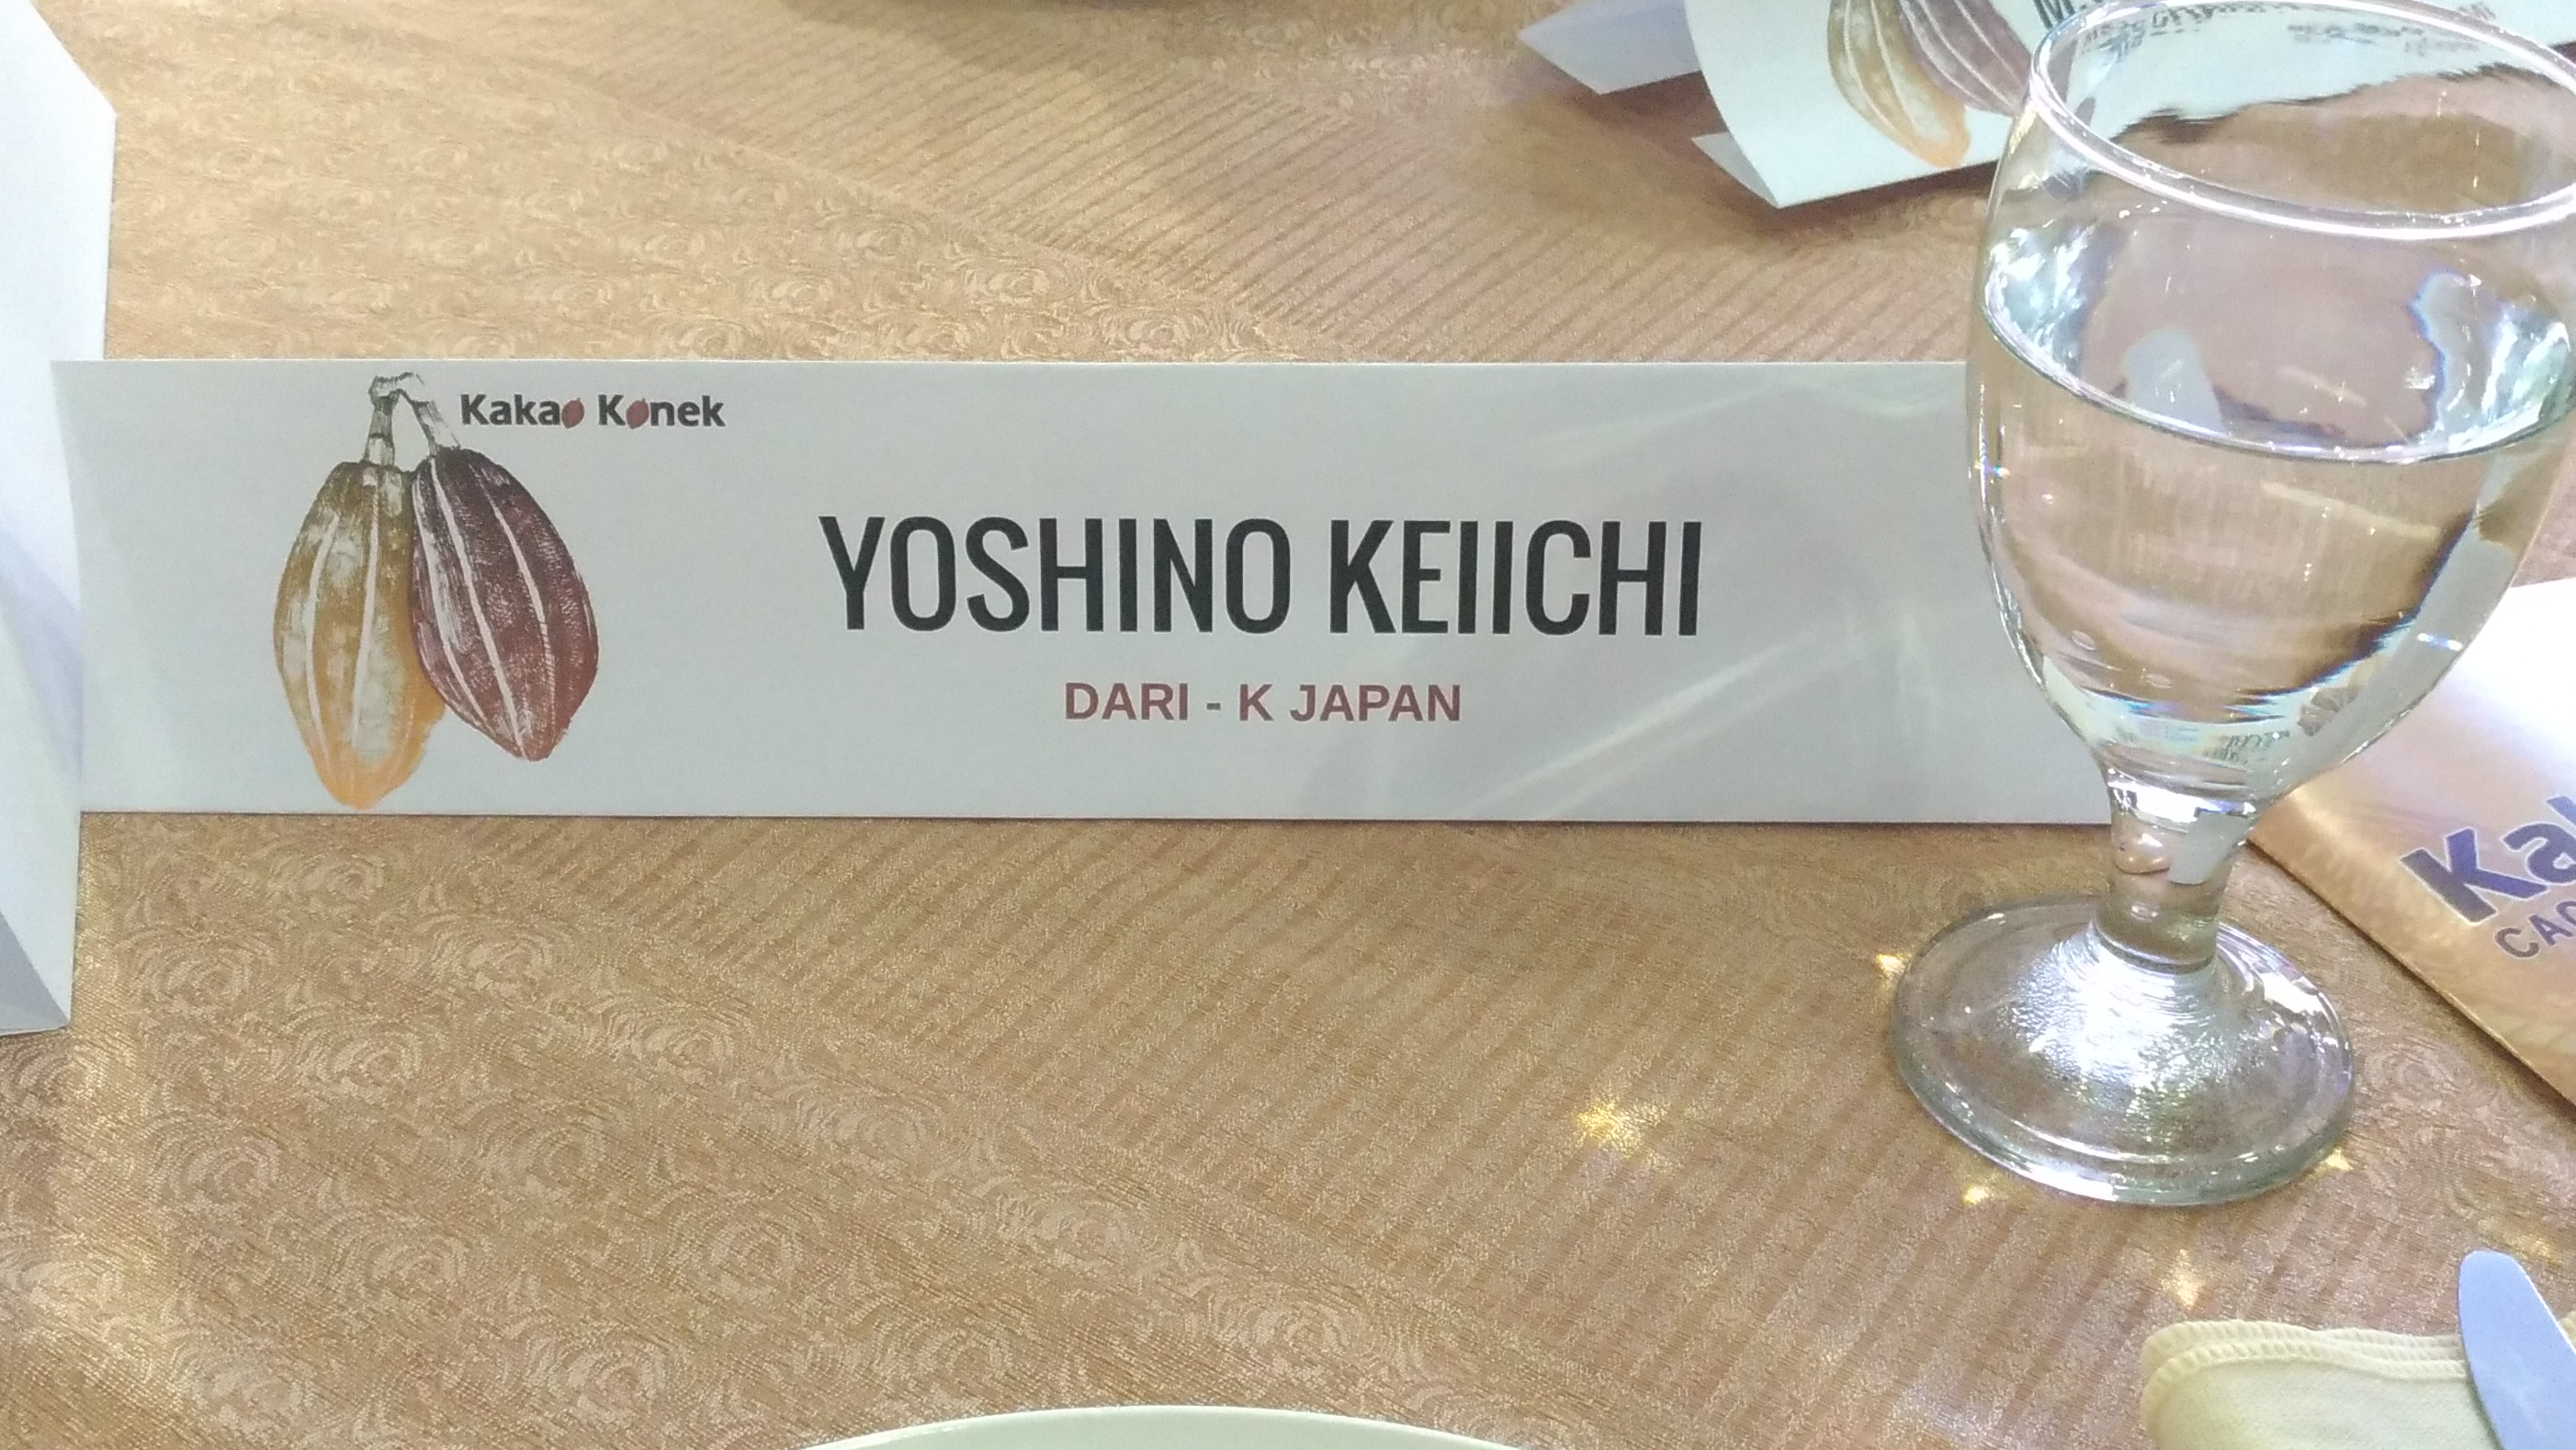 Kakao Konek
YOSHINO KEIICHI
DARI - K JAPAN